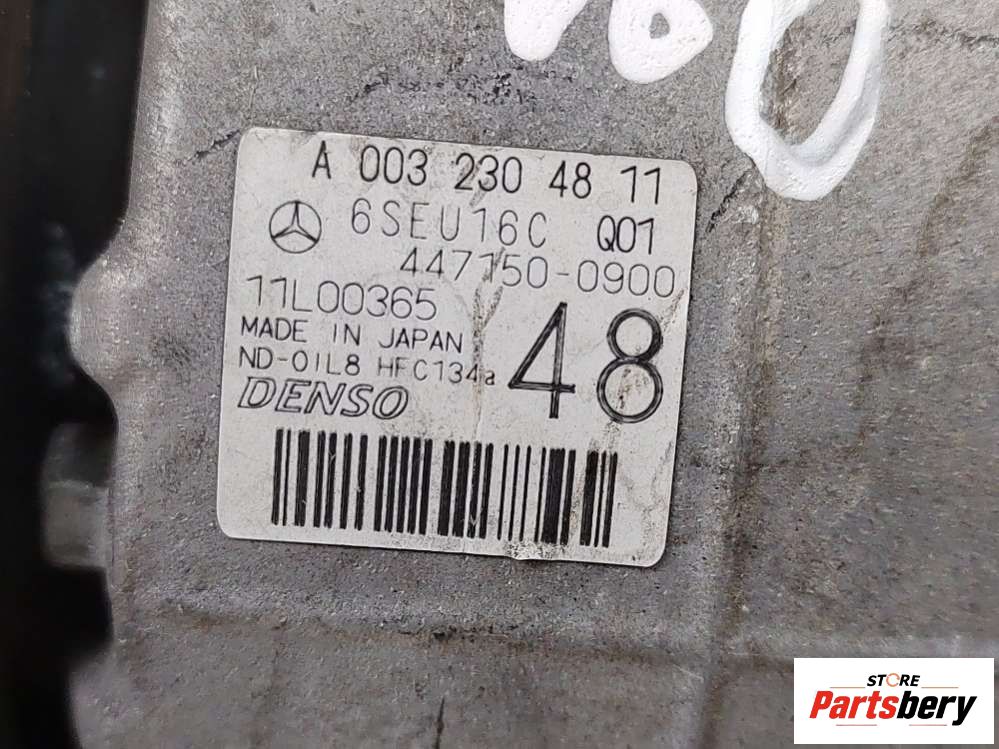 A 003 230 48 11
6SEU16C Q01
447150-0900
11L00365
MADE IN JAPAN
ND-OIL8 HFC134a
48
DENSO
STORE
Partsbery